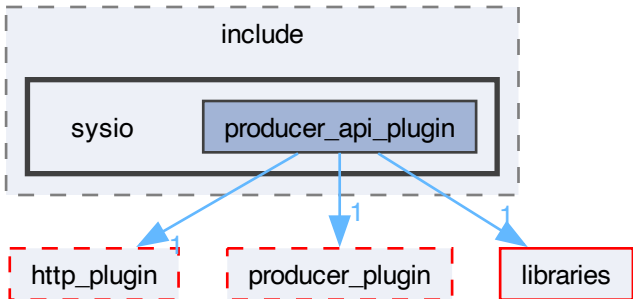 include
sysio
producer_api_plugin
1
1
1
http_plugin
producer_plugin
libraries